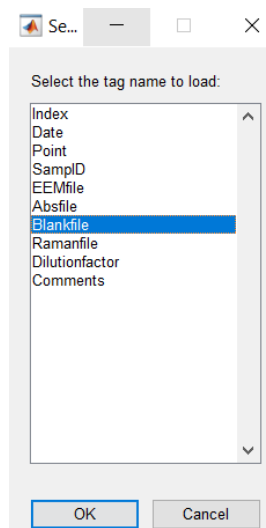 Se...
Select the tag name to load:
Index
Date
Point
SampID
EEMfile
Absfile
Blankfile
Ramanfile
Dilutionfactor
Comments
OK Cancel